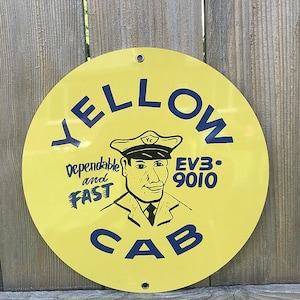 YELLOW
Dependable
and
FAST
EV3·
9010
CAB